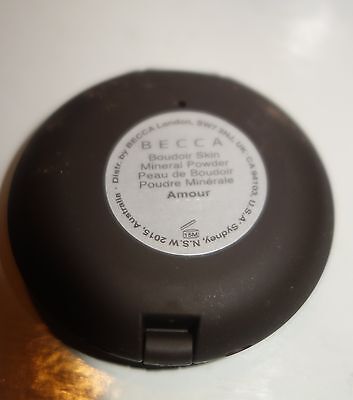 BECCA
Boudoir Skin
Mineral Powder
Peau de Boudoir
Poudre Minérale
Amour
15M
Distr. by BECCA London, SW7 3NJ, UK. CA 94103, U.S.A. Sydney, N.S.W 2015, Australia ·